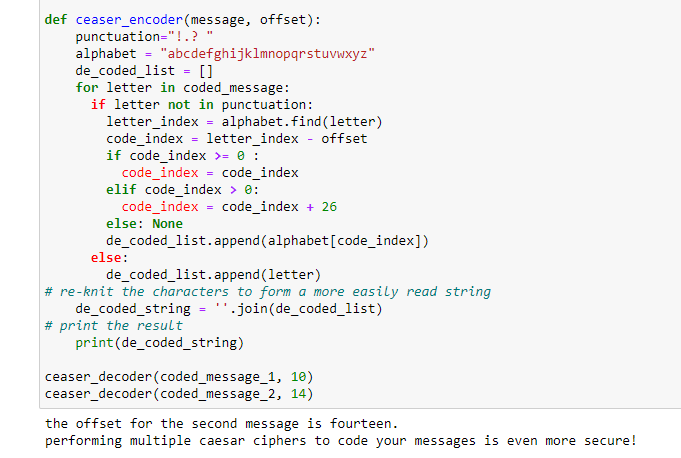 def ceaser_encoder(message, offset):
    punctuation="!.? "
    alphabet = "abcdefghijklmnopqrstuvwxyz"
    de_coded_list = []
    for letter in coded_message:
      if letter not in punctuation:
        letter_index = alphabet.find(letter)
        code_index = letter_index - offset
        if code_index >= 0 :
          code_index = code_index
        elif code_index > 0:
          code_index = code_index + 26
        else: None
        de_coded_list.append(alphabet[code_index])
      else:
        de_coded_list.append(letter)
# re-knit the characters to form a more easily read string
    de_coded_string = ''.join(de_coded_list)
# print the result
    print(de_coded_string)

ceaser_decoder(coded_message_1, 10)
ceaser_decoder(coded_message_2, 14)

the offset for the second message is fourteen.
performing multiple caesar ciphers to code your messages is even more secure!